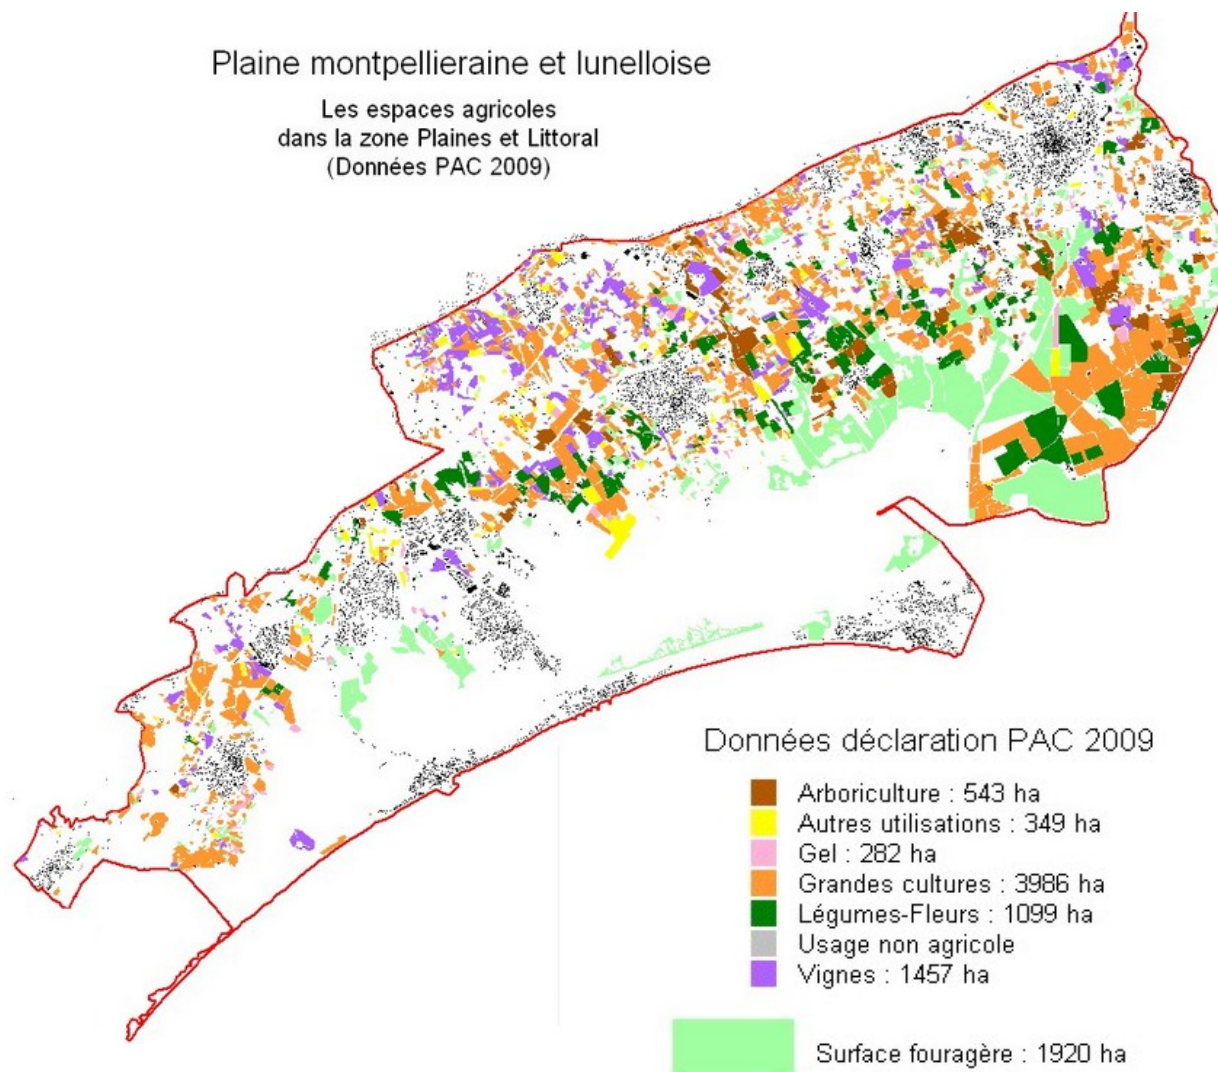 Plaine montpellieraine et lunelloise
Les espaces agricoles
dans la zone Plaines et Littoral
(Données PAC 2009)
Données déclaration PAC 2009
Arboriculture : 543 ha
Autres utilisations : 349 ha
Gel : 282 ha
Grandes cultures : 3986 ha
Légumes-Fleurs : 1099 ha
Usage non agricole
Vignes : 1457 ha
Surface fouragère : 1920 ha